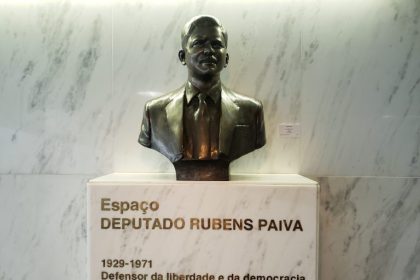 Espaço
DEPUTADO RUBENS PAIVA
1929-1971
Defensor da liberdade e da democracia